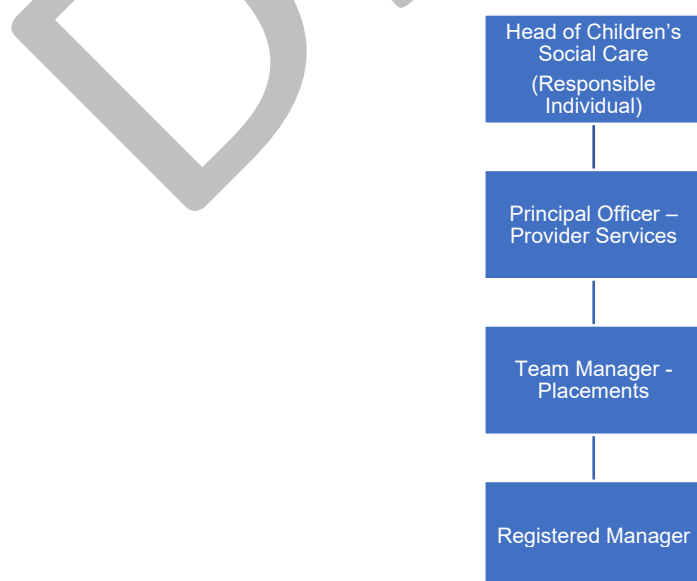 Head of Children’s
Social Care
(Responsible
Individual)
Principal Officer –
Provider Services
Team Manager -
Placements
Registered Manager